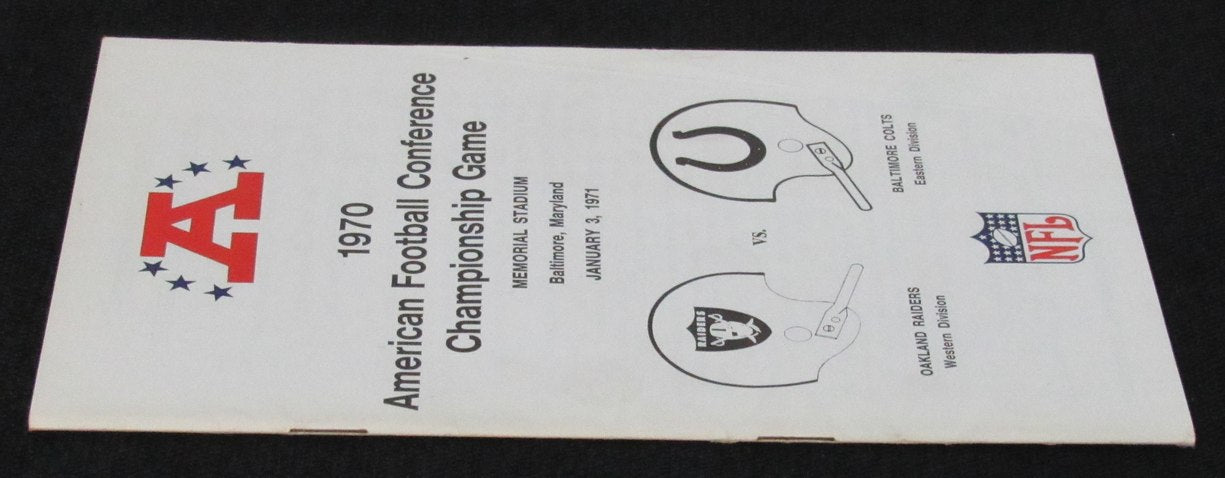 A
1970
American Football Conference
Championship Game
MEMORIAL STADIUM
Baltimore, Maryland
JANUARY 3, 1971
RAIDERS
VS.
OAKLAND RAIDERS
Western Division
BALTIMORE COLTS
Eastern Division
NFL